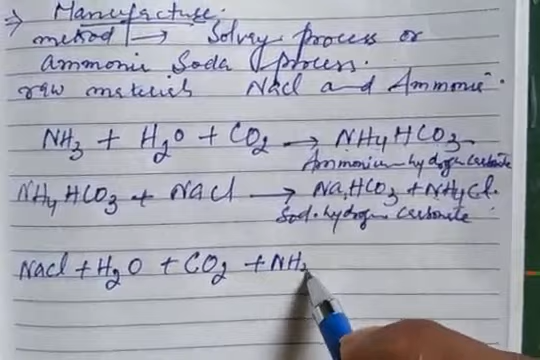 ⇒ Manufacture:
method → Solvay process or
ammonia Soda process.
raw materials NaCl and Ammonia.
NH3 + H2O + CO2 → NH4HCO3
Ammonium hydrogen carbonate
NH4HCO3 + NaCl → NaHCO3 + NH4Cl.
Sod. hydrogen carbonate
NaCl + H2O + CO2 + NH3